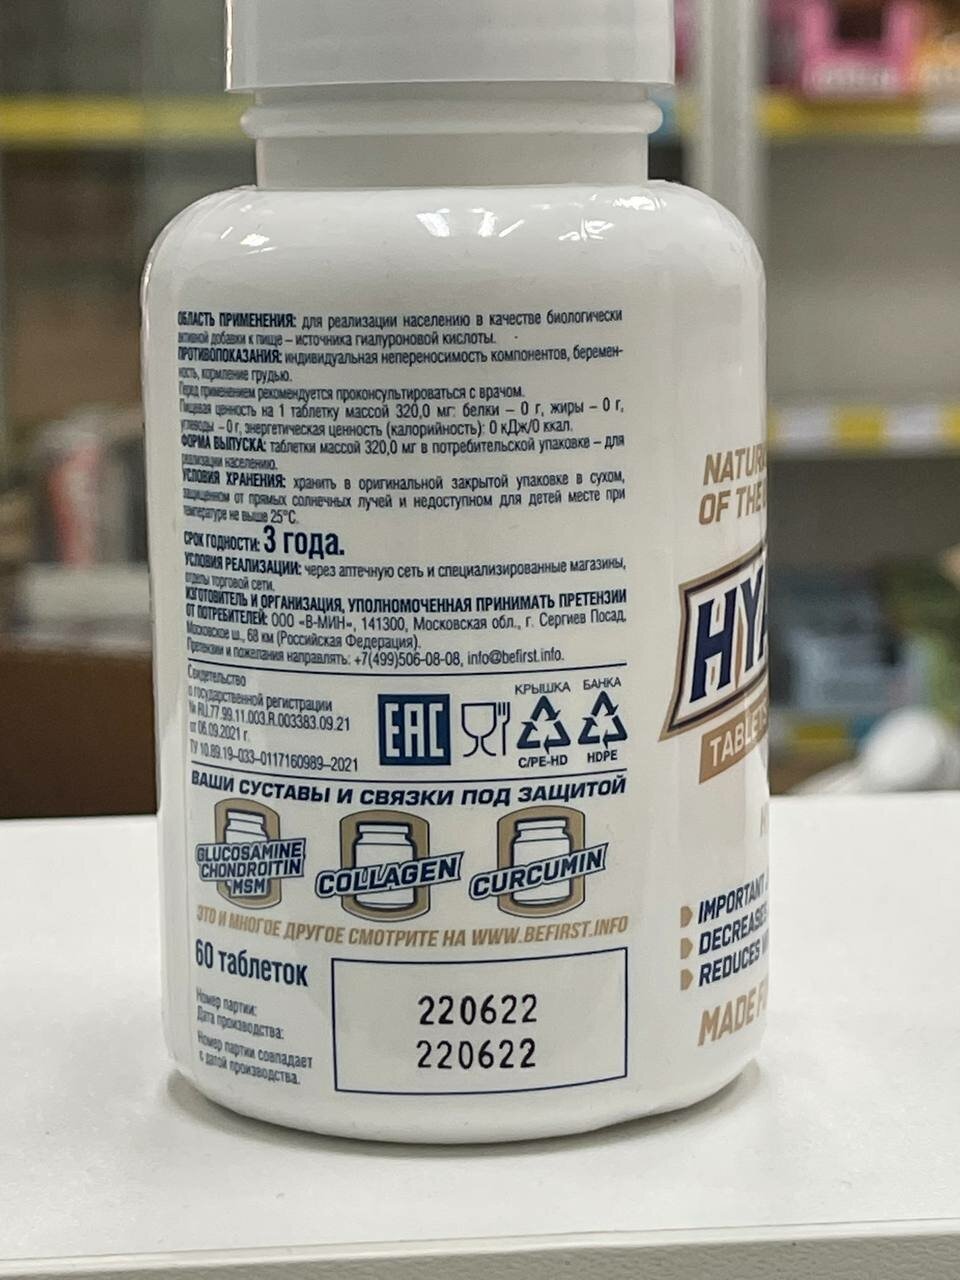 ОБЛАСТЬ ПРИМЕНЕНИЯ: для реализации населению в качестве биологически
активной добавки к пище – источника гиалуроновой кислоты.
ПРОТИВОПОКАЗАНИЯ: индивидуальная непереносимость компонентов, беремен-
ность, кормление грудью.
Перед применением рекомендуется проконсультироваться с врачом.
Пищевая ценность на 1 таблетку массой 320,0 мг: белки – 0 г, жиры – 0 г,
углеводы – 0 г, энергетическая ценность (калорийность): 0 кДж/0 ккал.
ФОРМА ВЫПУСКА: таблетки массой 320,0 мг в потребительской упаковке – для
реализации населению.
УСЛОВИЯ ХРАНЕНИЯ: хранить в оригинальной закрытой упаковке в сухом,
защищенном от прямых солнечных лучей и недоступном для детей месте при
температуре не выше 25°С.
СРОК ГОДНОСТИ: 3 года.
УСЛОВИЯ РЕАЛИЗАЦИИ: через аптечную сеть и специализированные магазины,
отделы торговой сети.
ИЗГОТОВИТЕЛЬ И ОРГАНИЗАЦИЯ, УПОЛНОМОЧЕННАЯ ПРИНИМАТЬ ПРЕТЕНЗИИ
ОТ ПОТРЕБИТЕЛЕЙ: ООО «В-МИН», 141300, Московская обл., г. Сергиев Посад,
Московское ш., 68 км (Российская Федерация).
Претензии и пожелания направлять: +7(499)506-08-08, info@befirst.info.
Свидетельство
о государственной регистрации
№ RU.77.99.11.003.R.003383.09.21
от 06.09.2021 г.
ТУ 10.89.19–033–0117160989–2021
EAC
КРЫШКА
C/PE-HD
БАНКА
HDPE
ВАШИ СУСТАВЫ И СВЯЗКИ ПОД ЗАЩИТОЙ
GLUCOSAMINE
CHONDROITIN
MSM
COLLAGEN
CURCUMIN
ЭТО И МНОГОЕ ДРУГОЕ СМОТРИТЕ НА WWW.BEFIRST.INFO
60 таблеток
Номер партии:
Дата производства:
Номер партии совпадает
с датой производства.
220622
220622
OF THE
TABLETS
IMPORTANT
DECREASES
REDUCES
MADE